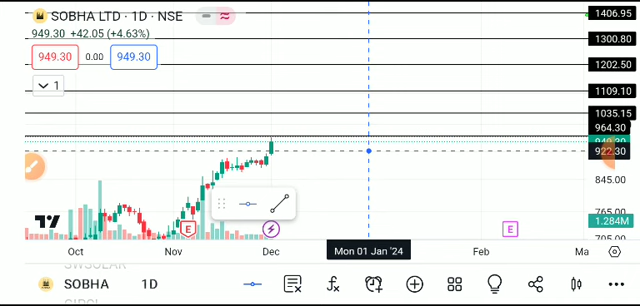 SOBHA LTD · 1D · NSE
949.30 +42.05 (+4.63%)
949.30 0.00 949.30
1
1406.95
1300.80
1202.50
1109.10
1035.15
964.30
949.30
922.30
845.00
765.00
1.284M
705.00
E
E
Oct Nov Dec Mon 01 Jan '24 Feb Ma
SWSOLAR
SOBHA 1D